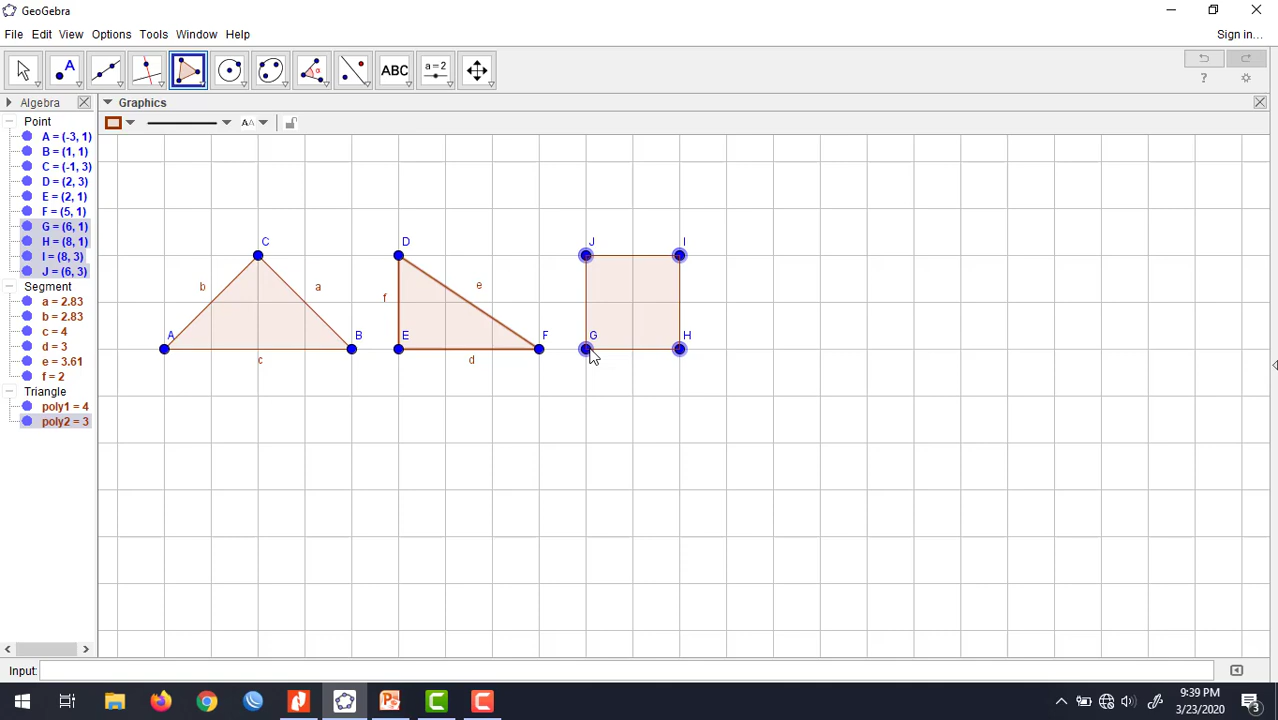 GeoGebra
File Edit View Options Tools Window Help
Sign in...
A
ABC
a = 2
?
Algebra
Graphics
Point
AA
A = (-3, 1)
B = (1, 1)
C = (-1, 3)
D = (2, 3)
E = (2, 1)
F = (5, 1)
G = (6, 1)
H = (8, 1)
I = (8, 3)
J = (6, 3)
Segment
a = 2.83
b = 2.83
c = 4
d = 3
e = 3.61
f = 2
Triangle
poly1 = 4
poly2 = 3
C D J I
b a f e
A B E F G H
c d
Input:
9:39 PM
3/23/2020
3